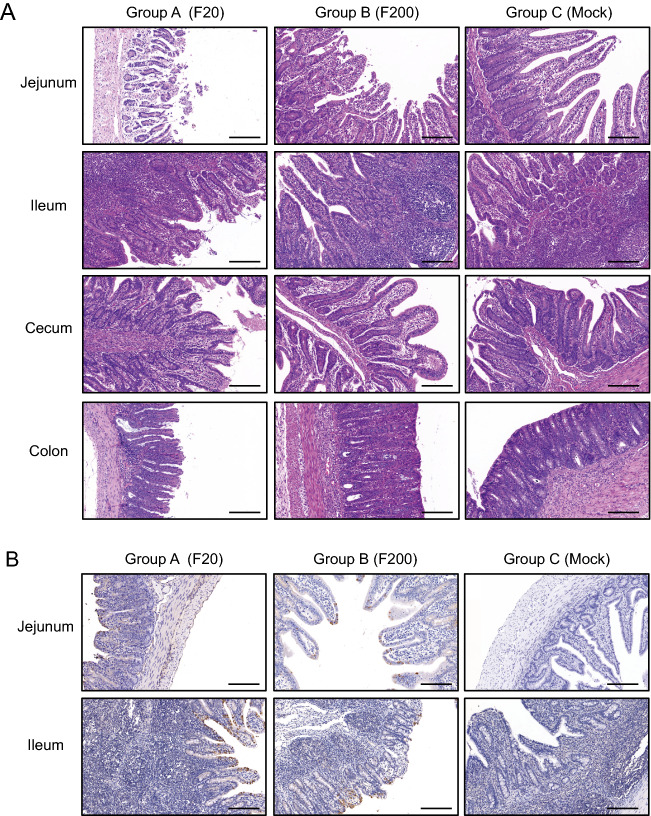 A
Group A (F20) Group B (F200) Group C (Mock)
Jejunum
Ileum
Cecum
Colon
B
Group A (F20) Group B (F200) Group C (Mock)
Jejunum
Ileum